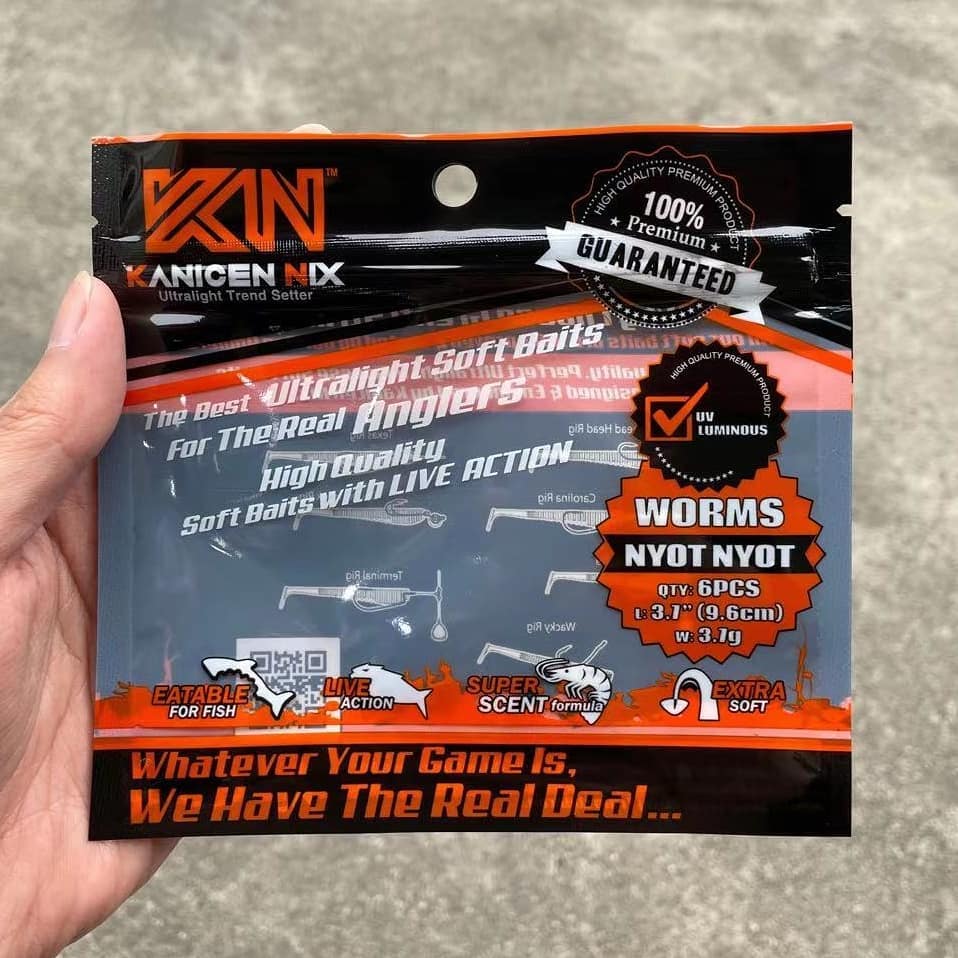 KN™
KANICEN NIX
Ultralight Trend Setter
HIGH QUALITY PREMIUM PRODUCT
100%
Premium
GUARANTEED
The Best Ultralight Soft Baits
For The Real Anglers
High Quality
Soft Baits with LIVE ACTION
HIGH QUALITY PREMIUM PRODUCT
UV
LUMINOUS
WORMS
NYOT NYOT
QTY: 6PCS
L: 3.7" (9.6cm)
W: 3.7g
Texas Rig
Carolina Rig
Terminal Rig
Wacky Rig
EATABLE
FOR FISH
LIVE
ACTION
SUPER
SCENT formula
EXTRA
SOFT
Whatever Your Game Is,
We Have The Real Deal...